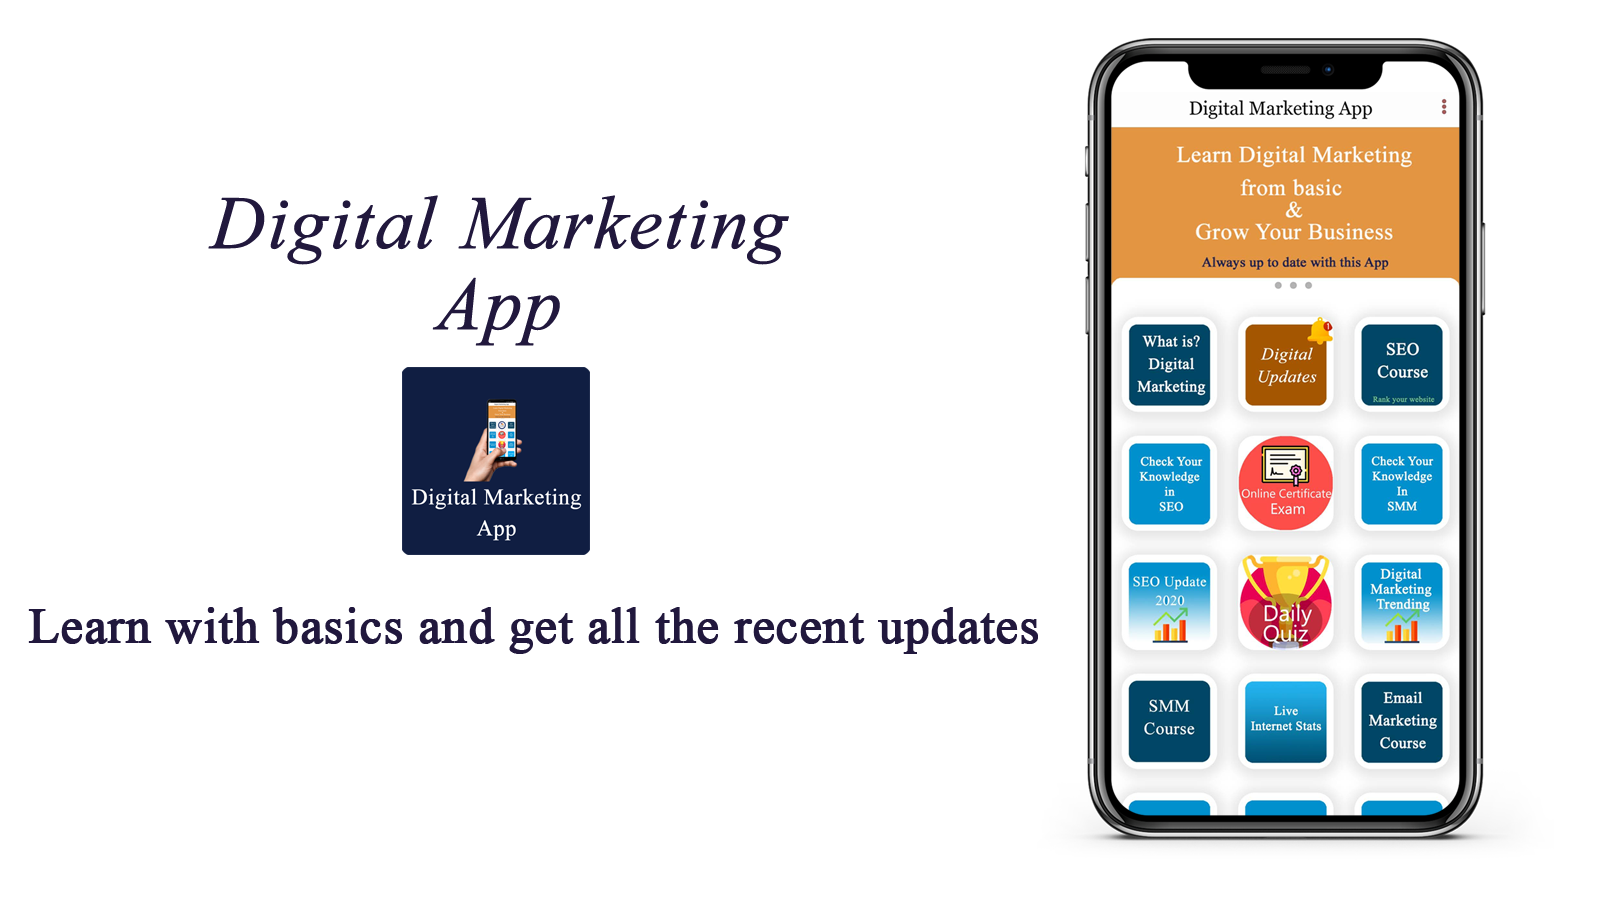 Digital Marketing
App
Digital Marketing
App
Learn with basics and get all the recent updates
Digital Marketing App
Learn Digital Marketing
from basic
&
Grow Your Business
Always up to date with this App
What is?
Digital
Marketing
Digital
Updates
1
SEO
Course
Rank your website
Check Your
Knowledge
in
SEO
Online Certificate
Exam
Check Your
Knowledge
In
SMM
SEO Update
2020
Daily
Quiz
Digital
Marketing
Trending
SMM
Course
Live
Internet Stats
Email
Marketing
Course